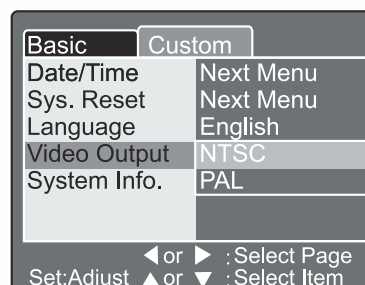 Basic Custom
Date/Time Next Menu
Sys. Reset Next Menu
Language English
Video Output NTSC
System Info. PAL
◀ or ▶ :Select Page
Set:Adjust ▲ or ▼ :Select Item